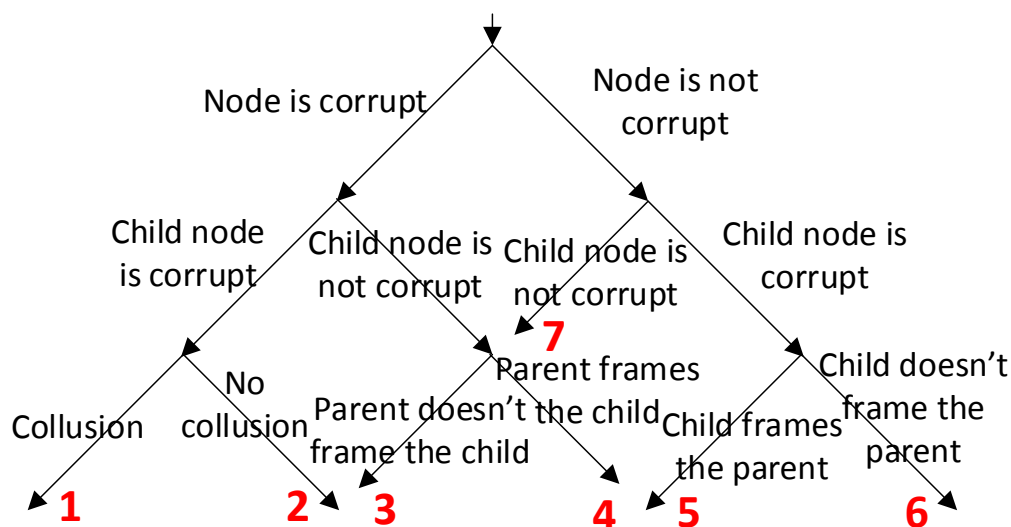 Node is corrupt
Node is not
corrupt
Child node
is corrupt
Child node is
not corrupt
Child node is
not corrupt
Child node is
corrupt
7
Collusion
No
collusion
Parent doesn't
frame the child
Parent frames
the child
Child frames
the parent
Child doesn't
frame the
parent
1
2
3
4
5
6